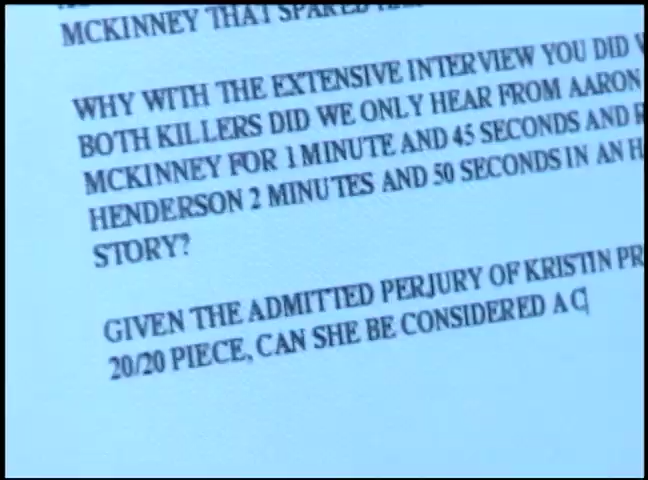 MCKINNEY THAT SPARED
WHY WITH THE EXTENSIVE INTERVIEW YOU DID
BOTH KILLERS DID WE ONLY HEAR FROM AARON
MCKINNEY FOR 1 MINUTE AND 45 SECONDS AND
HENDERSON 2 MINUTES AND 50 SECONDS IN AN
STORY?
GIVEN THE ADMITTED PERJURY OF KRISTIN PR
20/20 PIECE, CAN SHE BE CONSIDERED A C